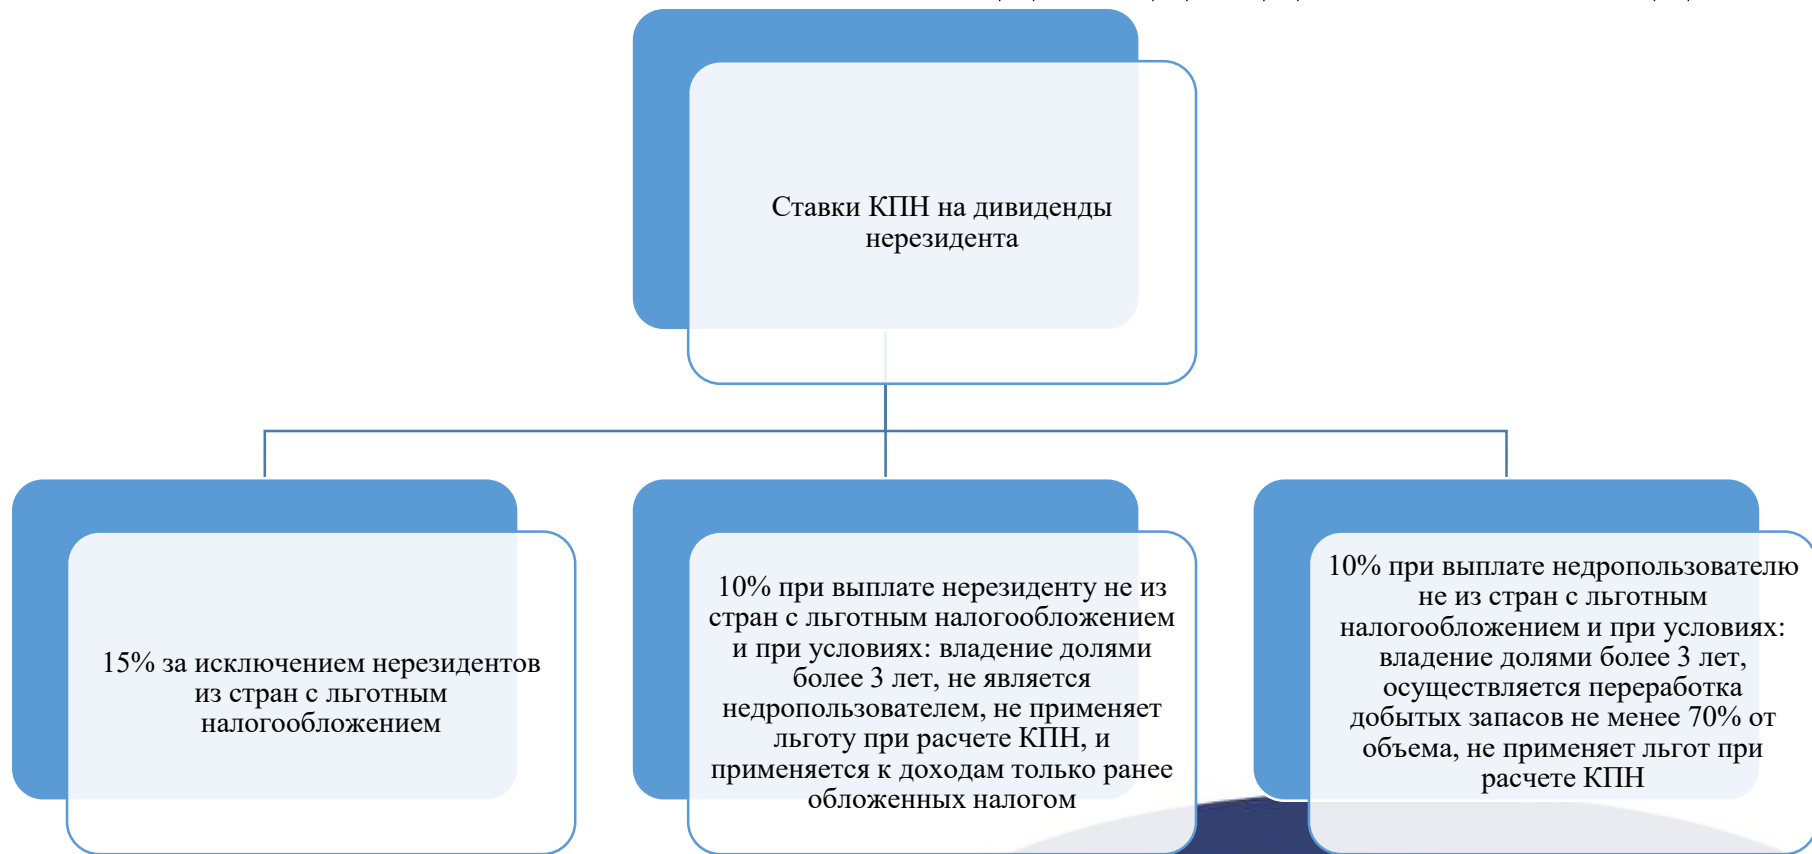 Ставки КПН на дивиденды
нерезидента
15% за исключением нерезидентов
из стран с льготным
налогообложением
10% при выплате нерезиденту не из
стран с льготным налогообложением
и при условиях: владение долями
более 3 лет, не является
недропользователем, не применяет
льготу при расчете КПН, и
применяется к доходам только ранее
обложенных налогом
10% при выплате недропользователю
не из стран с льготным
налогообложением и при условиях:
владение долями более 3 лет,
осуществляется переработка
добытых запасов не менее 70% от
объема, не применяет льгот при
расчете КПН